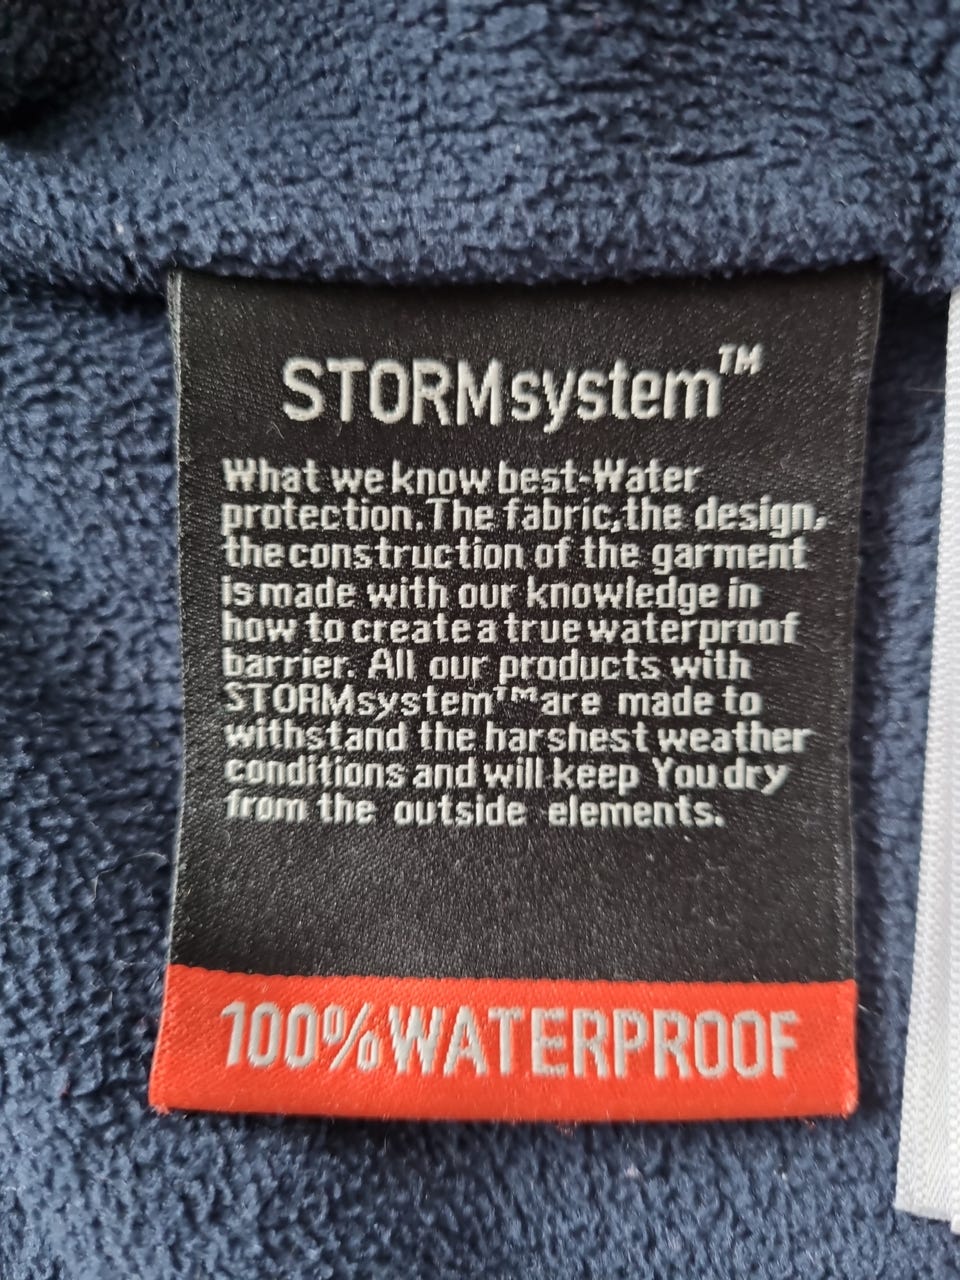 STORMsystem™
What we know best-Water
protection.The fabric,the design,
the construction of the garment
is made with our knowledge in
how to create a true waterproof
barrier. All our products with
STORMsystem™are made to
withstand the harshest weather
conditions and will keep You dry
from the outside elements.
100%WATERPROOF